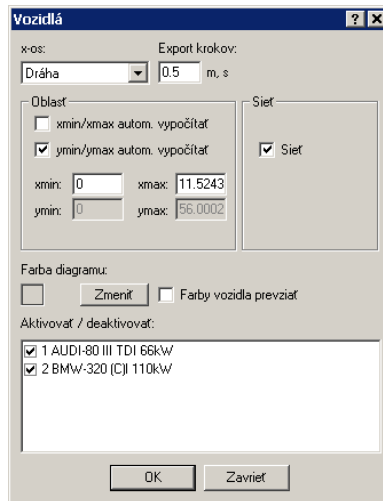 Vozidlá
x-os: Export krokov:
Dráha 0.5 m, s
Oblasť Sieť
xmin/xmax autom. vypočítať
ymin/ymax autom. vypočítať Sieť
xmin: 0 xmax: 11.5243
ymin: 0 ymax: 56.0002
Farba diagramu:
Zmeniť Farby vozidla prevziať
Aktivovať / deaktivovať:
1 AUDI-80 III TDI 66kW
2 BMW-320 (C)I 110kW
OK Zavrieť